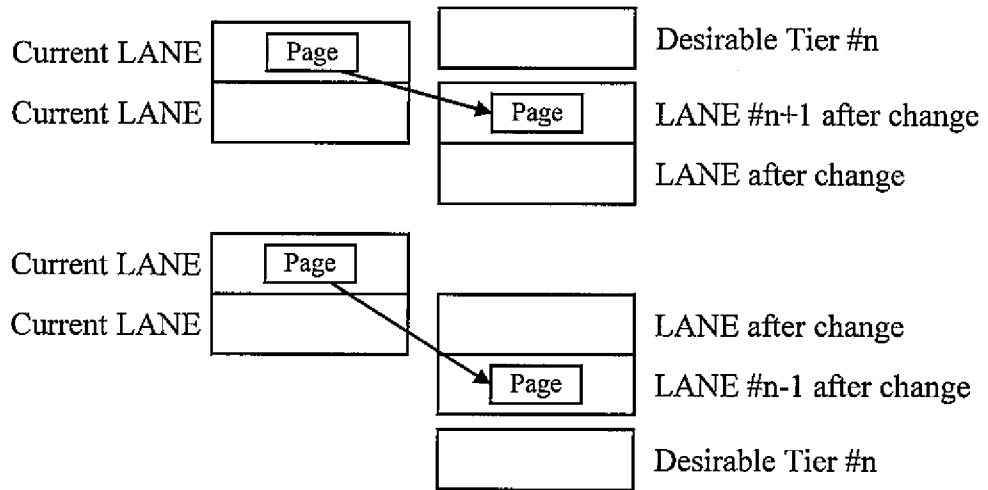 Current LANE Page Desirable Tier #n
Current LANE Page LANE #n+1 after change
LANE after change
Current LANE Page
Current LANE LANE after change
Page LANE #n-1 after change
Desirable Tier #n